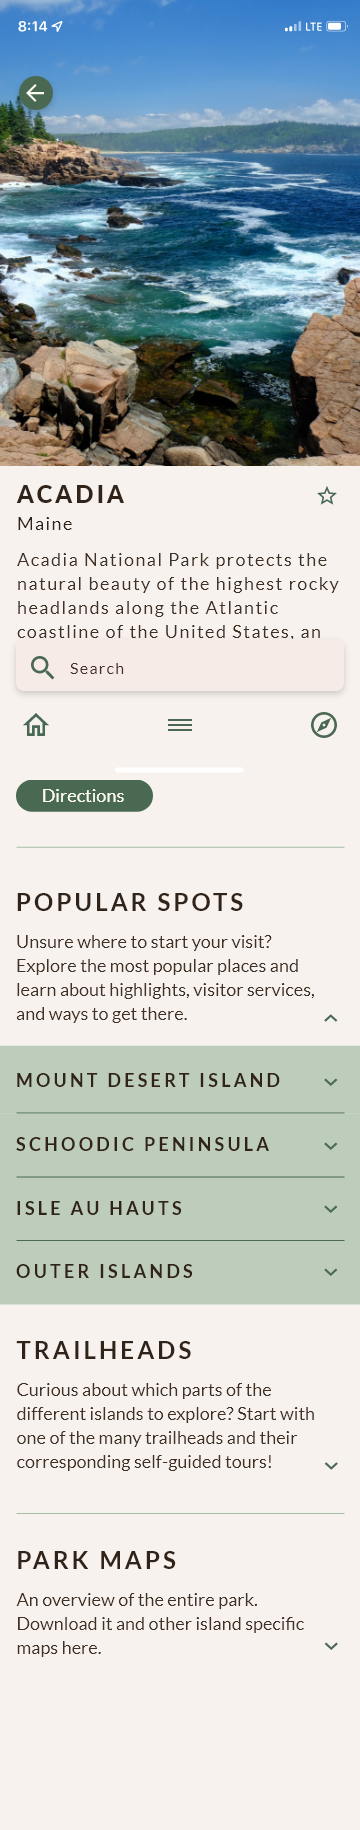 8:14 LTE
ACADIA
Maine
Acadia National Park protects the
natural beauty of the highest rocky
headlands along the Atlantic
coastline of the United States, an
Search
Directions
POPULAR SPOTS
Unsure where to start your visit?
Explore the most popular places and
learn about highlights, visitor services,
and ways to get there.
MOUNT DESERT ISLAND
SCHOODIC PENINSULA
ISLE AU HAUTS
OUTER ISLANDS
TRAILHEADS
Curious about which parts of the
different islands to explore? Start with
one of the many trailheads and their
corresponding self-guided tours!
PARK MAPS
An overview of the entire park.
Download it and other island specific
maps here.